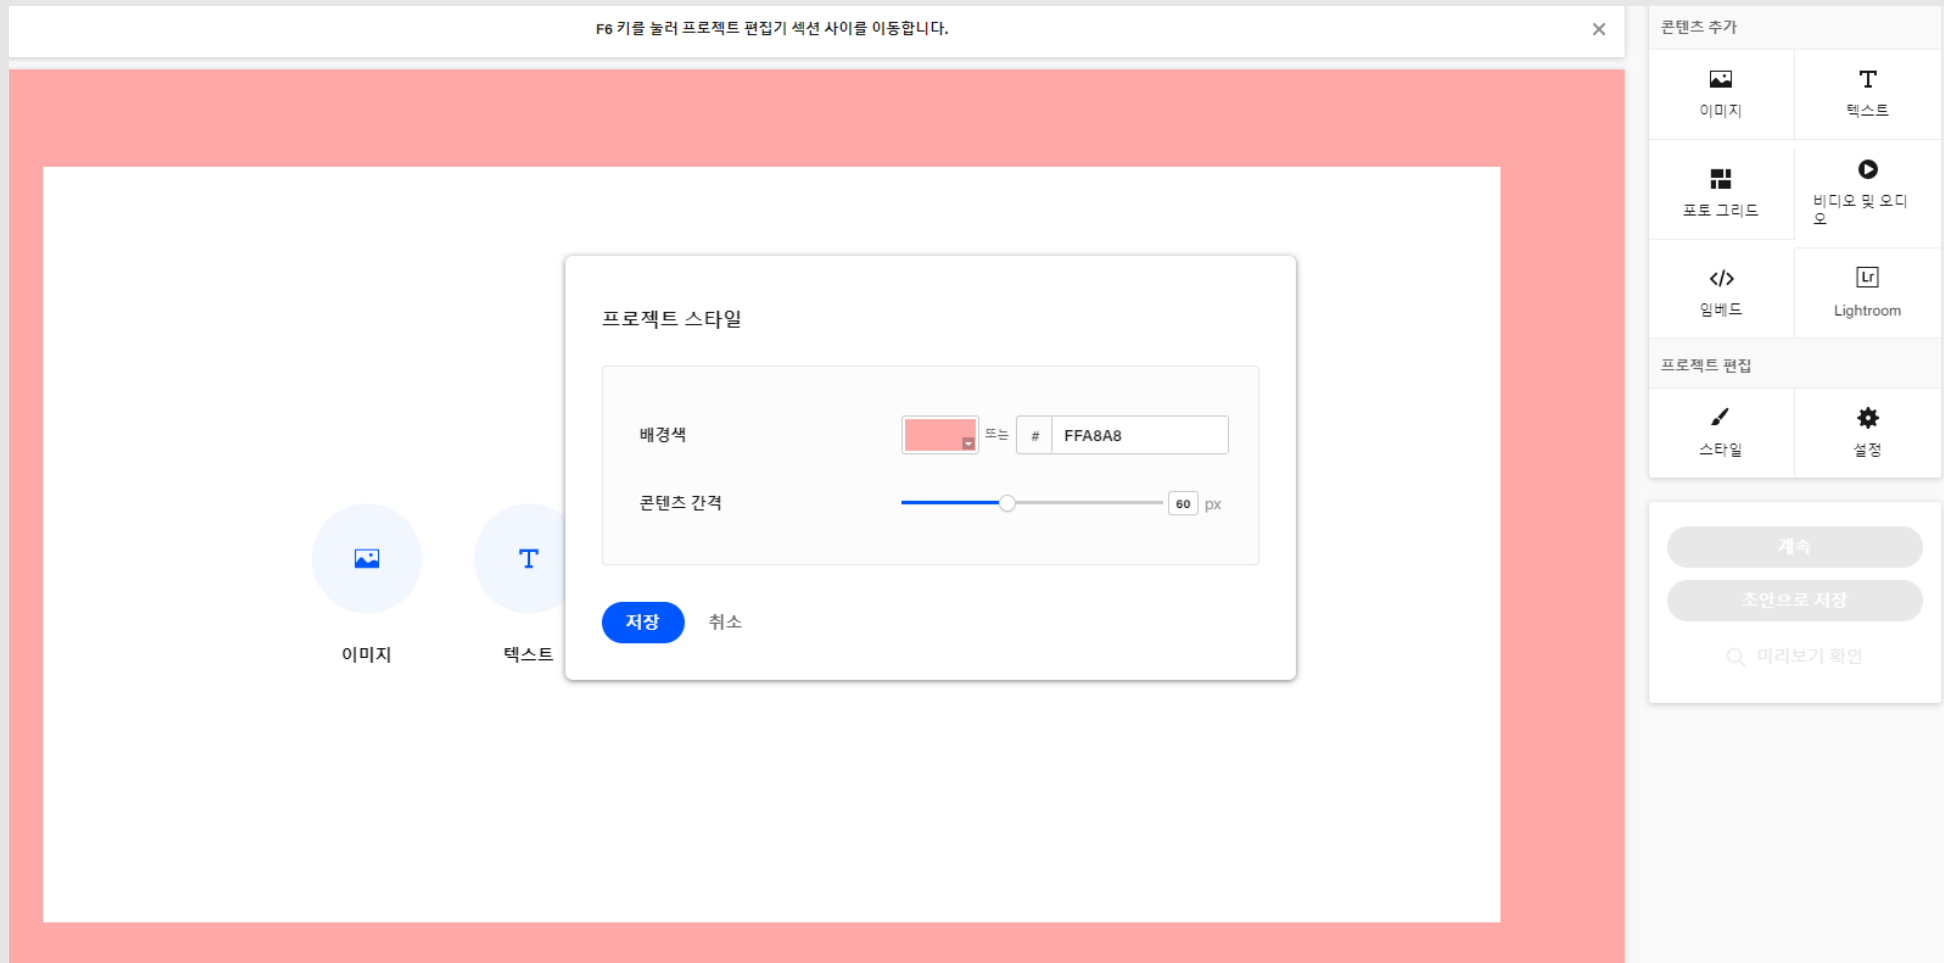 F6 키를 눌러 프로젝트 편집기 섹션 사이를 이동합니다.
콘텐츠 추가
이미지
텍스트
포토 그리드
비디오 및 오디
오
임베드
Lr
Lightroom
프로젝트 편집
스타일
설정
계속
초안으로 저장
미리보기 확인
이미지
텍스트
프로젝트 스타일
배경색
또는
# FFA8A8
콘텐츠 간격
60 px
저장
취소